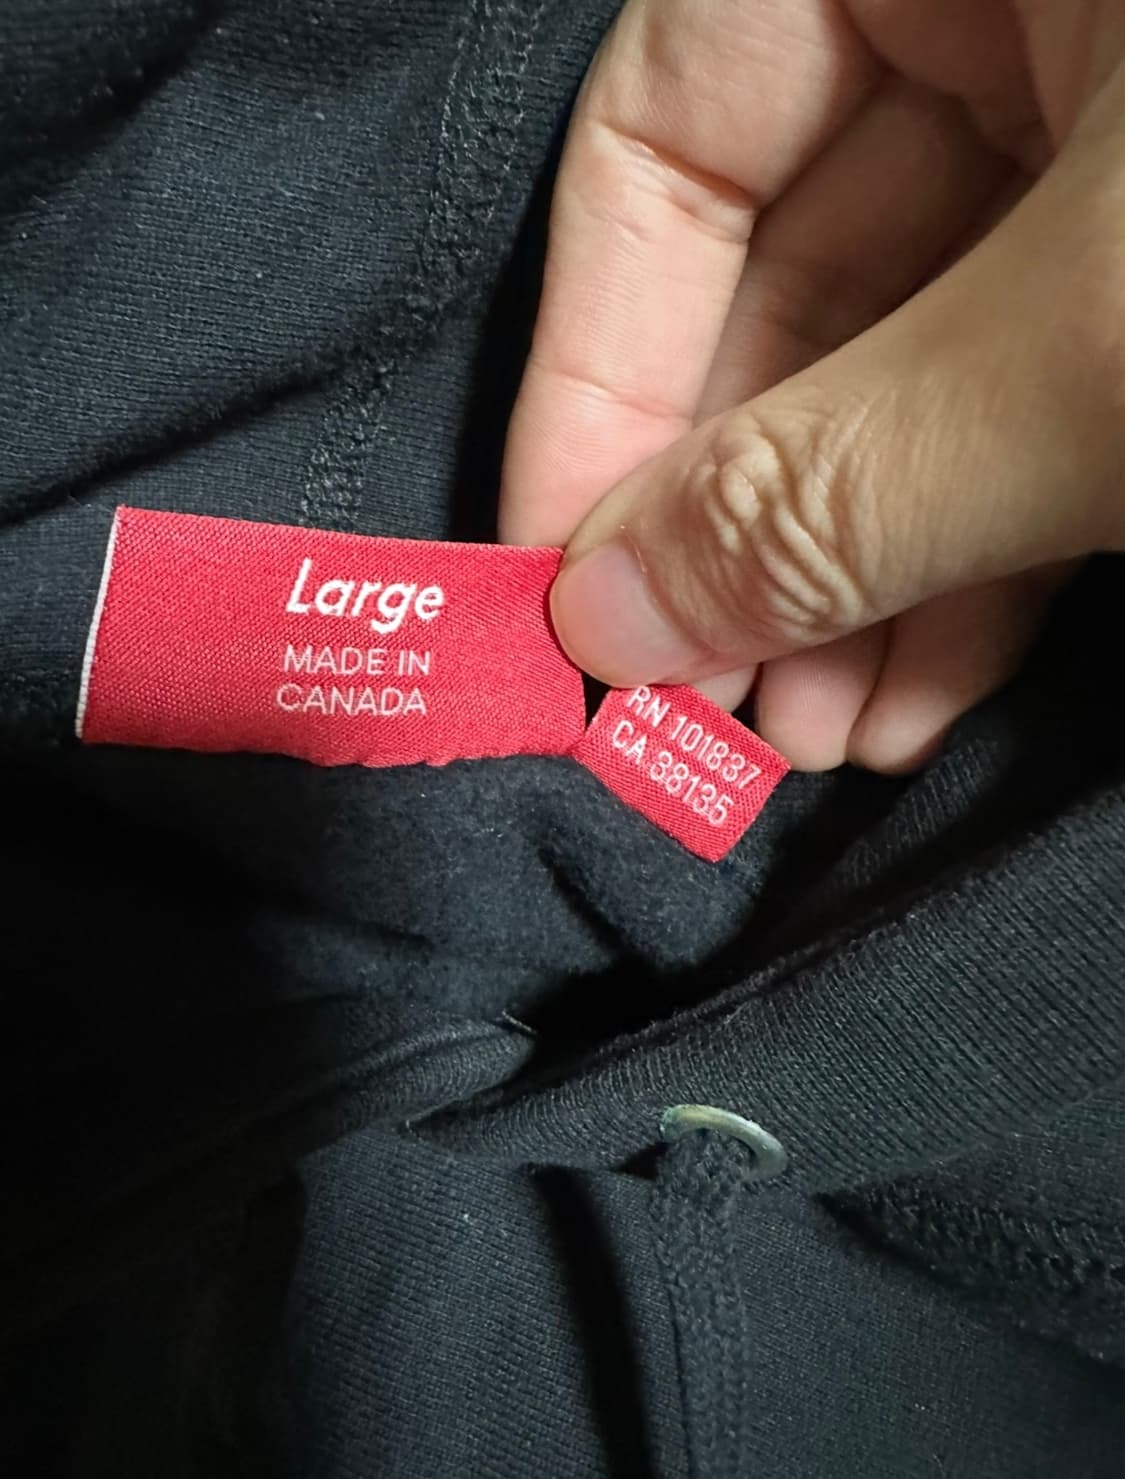 Large
MADE IN
CANADA
RN 101837
CA 38135